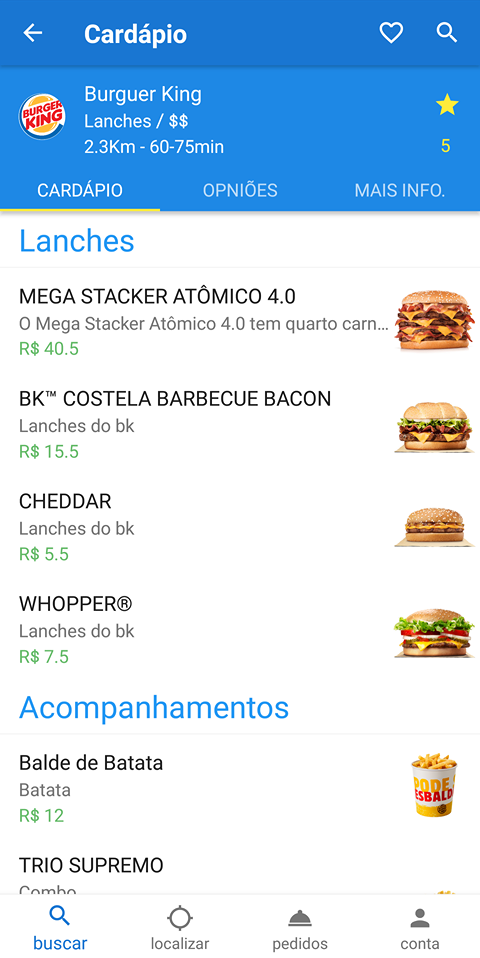 Cardápio
BURGER
KING
Burguer King
Lanches / $$
2.3Km - 60-75min
5
CARDÁPIO
OPNIÕES
MAIS INFO.
Lanches
MEGA STACKER ATÔMICO 4.0
O Mega Stacker Atômico 4.0 tem quarto carn...
R$ 40.5
BK™ COSTELA BARBECUE BACON
Lanches do bk
R$ 15.5
CHEDDAR
Lanches do bk
R$ 5.5
WHOPPER®
Lanches do bk
R$ 7.5
Acompanhamentos
Balde de Batata
Batata
R$ 12
PODE
ESBALD
TRIO SUPREMO
Combo
buscar
localizar
pedidos
conta